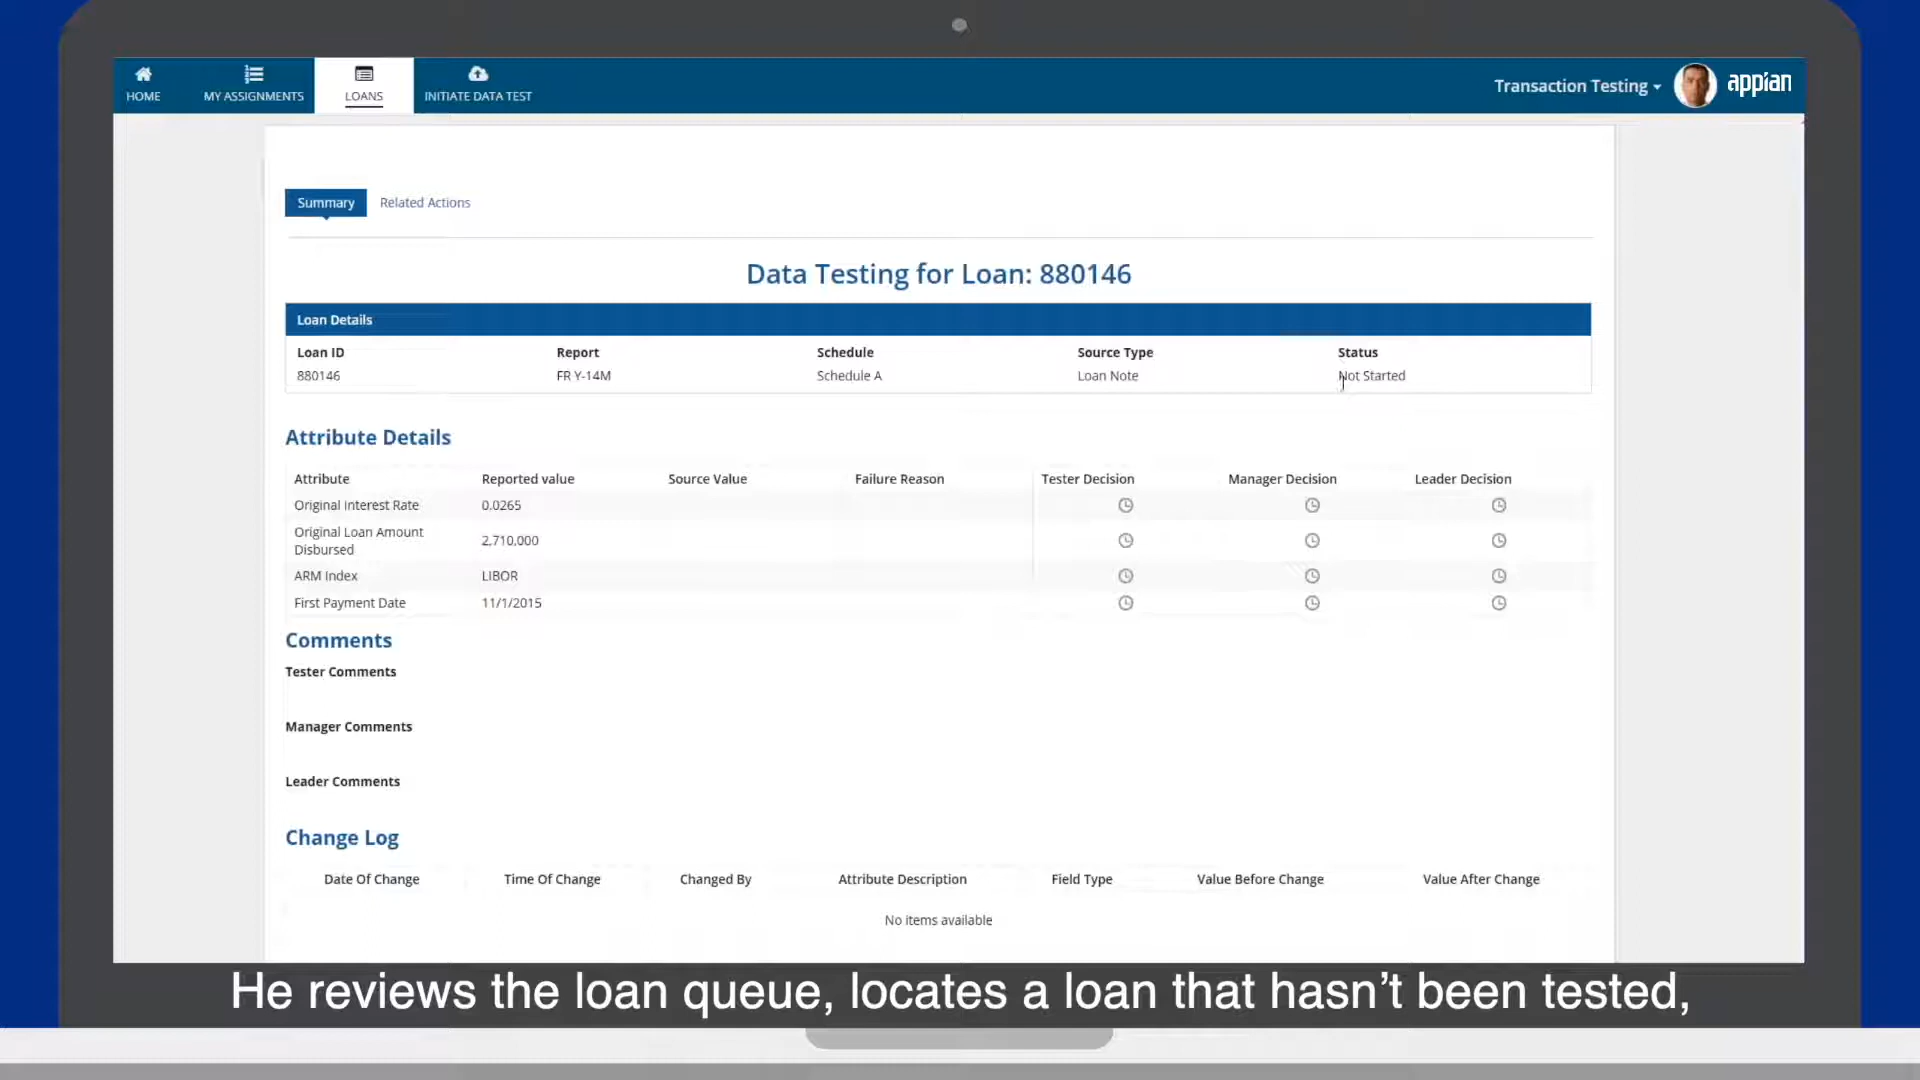 HOME
MY ASSIGNMENTS
LOANS
INITIATE DATA TEST
Transaction Testing
appian
Summary
Related Actions
Data Testing for Loan: 880146
Loan Details
Loan ID Report Schedule Source Type Status
880146 FR Y-14M Schedule A Loan Note Not Started
Attribute Details
Attribute Reported value Source Value Failure Reason Tester Decision Manager Decision Leader Decision
Original Interest Rate 0.0265
Original Loan Amount
Disbursed 2,710,000
ARM Index LIBOR
First Payment Date 11/1/2015
Comments
Tester Comments
Manager Comments
Leader Comments
Change Log
Date Of Change Time Of Change Changed By Attribute Description Field Type Value Before Change Value After Change
No items available
He reviews the loan queue, locates a loan that hasn’t been tested,